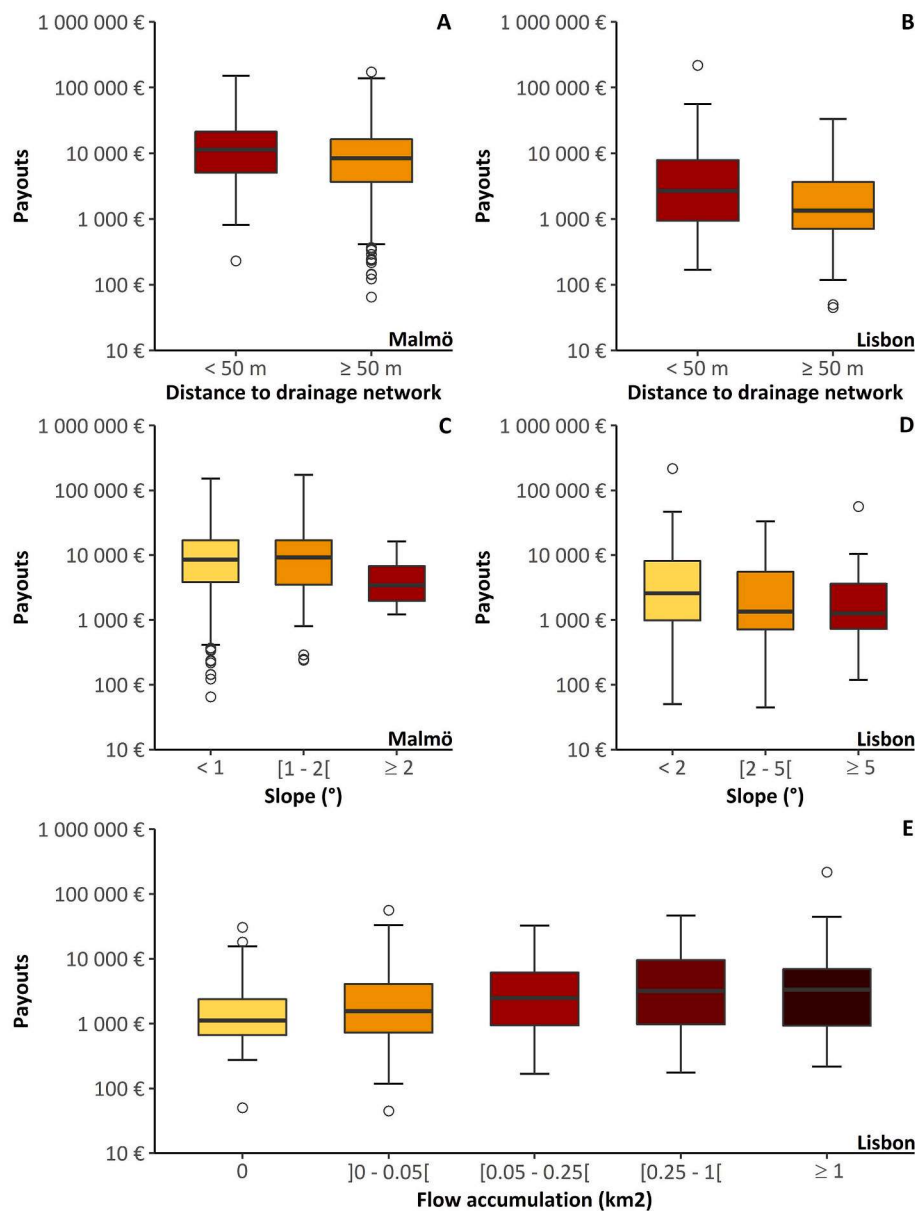 A
1 000 000 €
100 000 €
10 000 €
1 000 €
100 €
10 €
Payouts
Malmö
< 50 m ≥ 50 m
Distance to drainage network
B
1 000 000 €
100 000 €
10 000 €
1 000 €
100 €
10 €
Payouts
Lisbon
< 50 m ≥ 50 m
Distance to drainage network
C
1 000 000 €
100 000 €
10 000 €
1 000 €
100 €
10 €
Payouts
Malmö
< 1 [1 - 2[ ≥ 2
Slope (°)
D
1 000 000 €
100 000 €
10 000 €
1 000 €
100 €
10 €
Payouts
Lisbon
< 2 [2 - 5[ ≥ 5
Slope (°)
E
1 000 000 €
100 000 €
10 000 €
1 000 €
100 €
10 €
Payouts
Lisbon
0 ]0 - 0.05[ [0.05 - 0.25[ [0.25 - 1[ ≥ 1
Flow accumulation (km2)